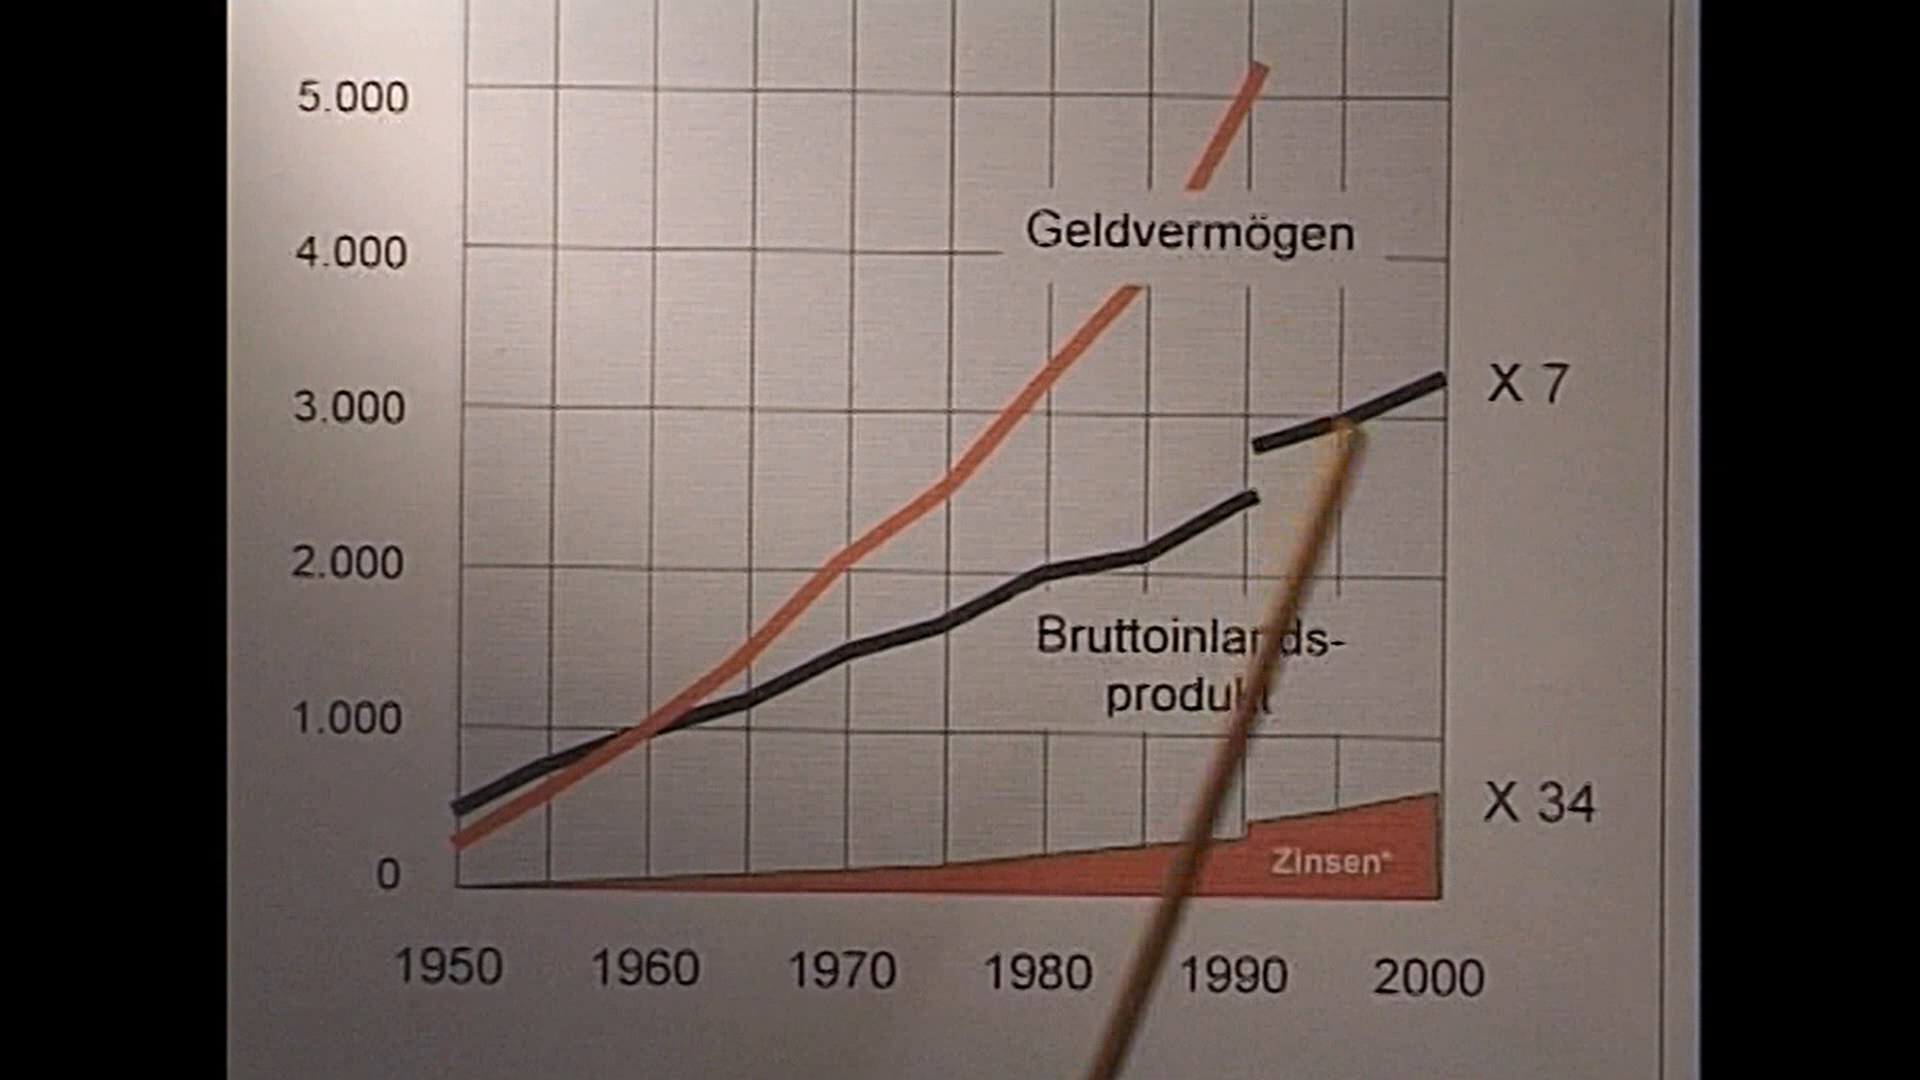 5.000
Geldvermögen
4.000
3.000
X 7
2.000
Bruttoinlands-
produkt
1.000
X 34
Zinsen*
0
1950 1960 1970 1980 1990 2000